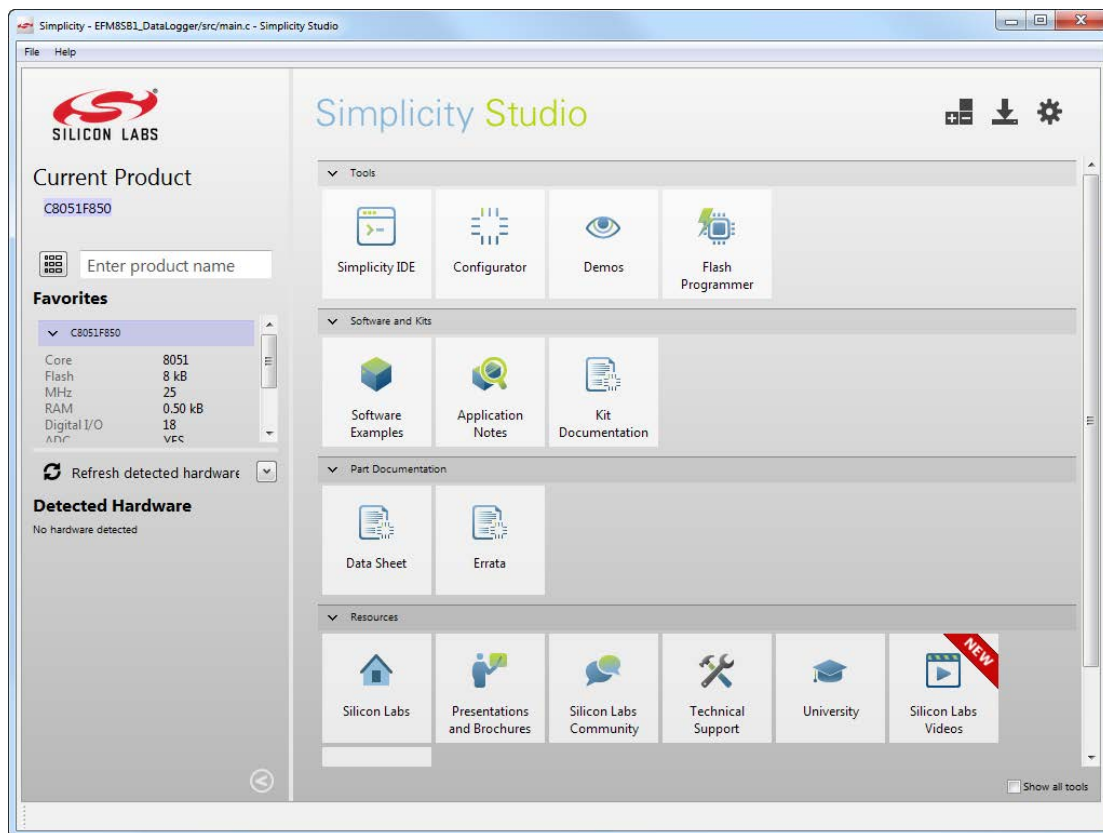 Simplicity - EFM8SB1_DataLogger/src/main.c - Simplicity Studio
File Help
SILICON LABS
Current Product
C8051F850
Enter product name
Favorites
C8051F850
Core 8051
Flash 8 kB
MHz 25
RAM 0.50 kB
Digital I/O 18
ADC YES
Refresh detected hardware
Detected Hardware
No hardware detected
Simplicity Studio
Tools
Simplicity IDE
Configurator
Demos
Flash
Programmer
Software and Kits
Software
Examples
Application
Notes
Kit
Documentation
Part Documentation
Data Sheet
Errata
Resources
Silicon Labs
Presentations
and Brochures
Silicon Labs
Community
Technical
Support
University
NEW
Silicon Labs
Videos
Show all tools